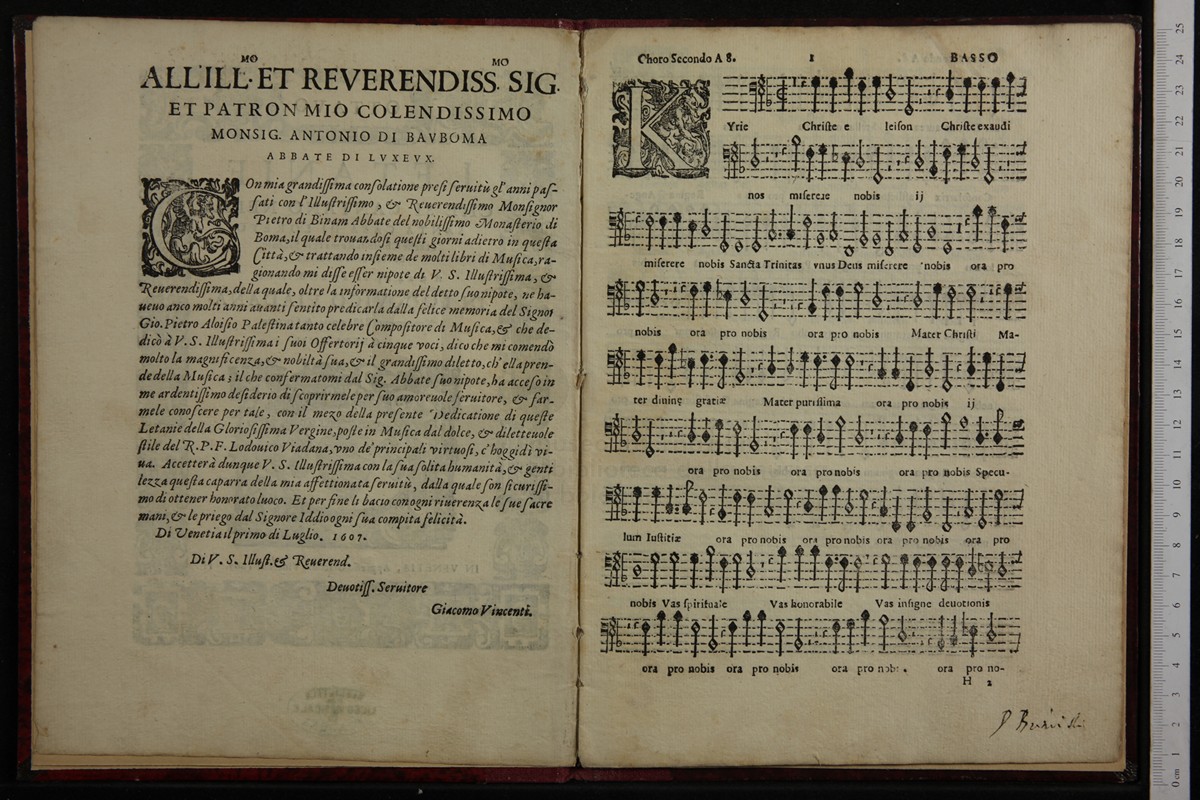 ALL'ILL.MO ET REVERENDISS.MO SIG.
ET PATRON MIO COLENDISSIMO
MONSIG. ANTONIO DI BAVBOMA
ABBATE DI LVXEVX.
COn mia grandissima consolatione presi seruitù gl'anni pas-
sati con l'Illustrissimo, & Reuerendissimo Monsignor
Pietro di Binam Abbate del nobilissimo Monasterio di
Boma, il quale trouandosi questi giorni adietro in questa
Città, & trattando insieme de molti libri di Musica, ra-
gionando mi disse esser nipote di V. S. Illustrissima, &
Reuerendissima, della quale, oltre la informatione del detto suo nipote, ne ha-
ueuo anco molti anni auanti sentito predicarla dalla felice memoria del Signor
Gio. Pietro Aloisio Palestina tanto celebre Compositore di Musica, & che de-
dicò à V. S. Illustrissima i suoi Offertorij à cinque voci, dico che mi comendò
molto la magnificenza, & nobiltà sua, & il grandissimo diletto, ch'ella pren-
de della Musica; il che confermatomi dal Sig. Abbate suo nipote, ha acceso in
me ardentissimo desiderio di scoprirmele per suo amoreuole seruitore, & far-
mele conoscere per tale, con il mezo della presente Dedicatione di queste
Letanie della Gloriosissima Vergine, poste in Musica dal dolce, & diletteuole
stile del R. P. F. Lodouico Viadana, vno de' principali virtuosi, c'hoggidì vi-
ua. Accetterà dunque V. S. Illustrissima con la sua solita humanità, & genti
lezza questa caparra della mia affettionata seruitù, dalla quale son sicurissi-
mo di ottener honorato luoco. Et per fine li bacio con ogni riuerenza le sue sacre
mani, & le priego dal Signore Iddio ogni sua compita felicità.
Di Venetia il primo di Luglio. 1607.
Di V. S. Illust. & Reuerend.
Deuotiss. Seruitore
Giacomo Vincenti.
Choro Secondo A 8. 1 BASSO
KYrie Christe e leison Christe exaudi
nos miserere nobis ij
miserere nobis Sancta Trinitas vnus Deus miserere nobis ora pro
nobis ora pro nobis ora pro nobis Mater Christi Ma-
ter diuinę gratiæ Mater purissima ora pro nobis ij
ora pro nobis ora pro nobis ora pro nobis Specu-
lum Iustitiæ ora pro nobis ora pro nobis ora pro nobis ora pro
nobis Vas spirituale Vas honorabile Vas insigne deuotionis
ora pro nobis ora pro nobis ora pro nobis. ora pro no-
H 2